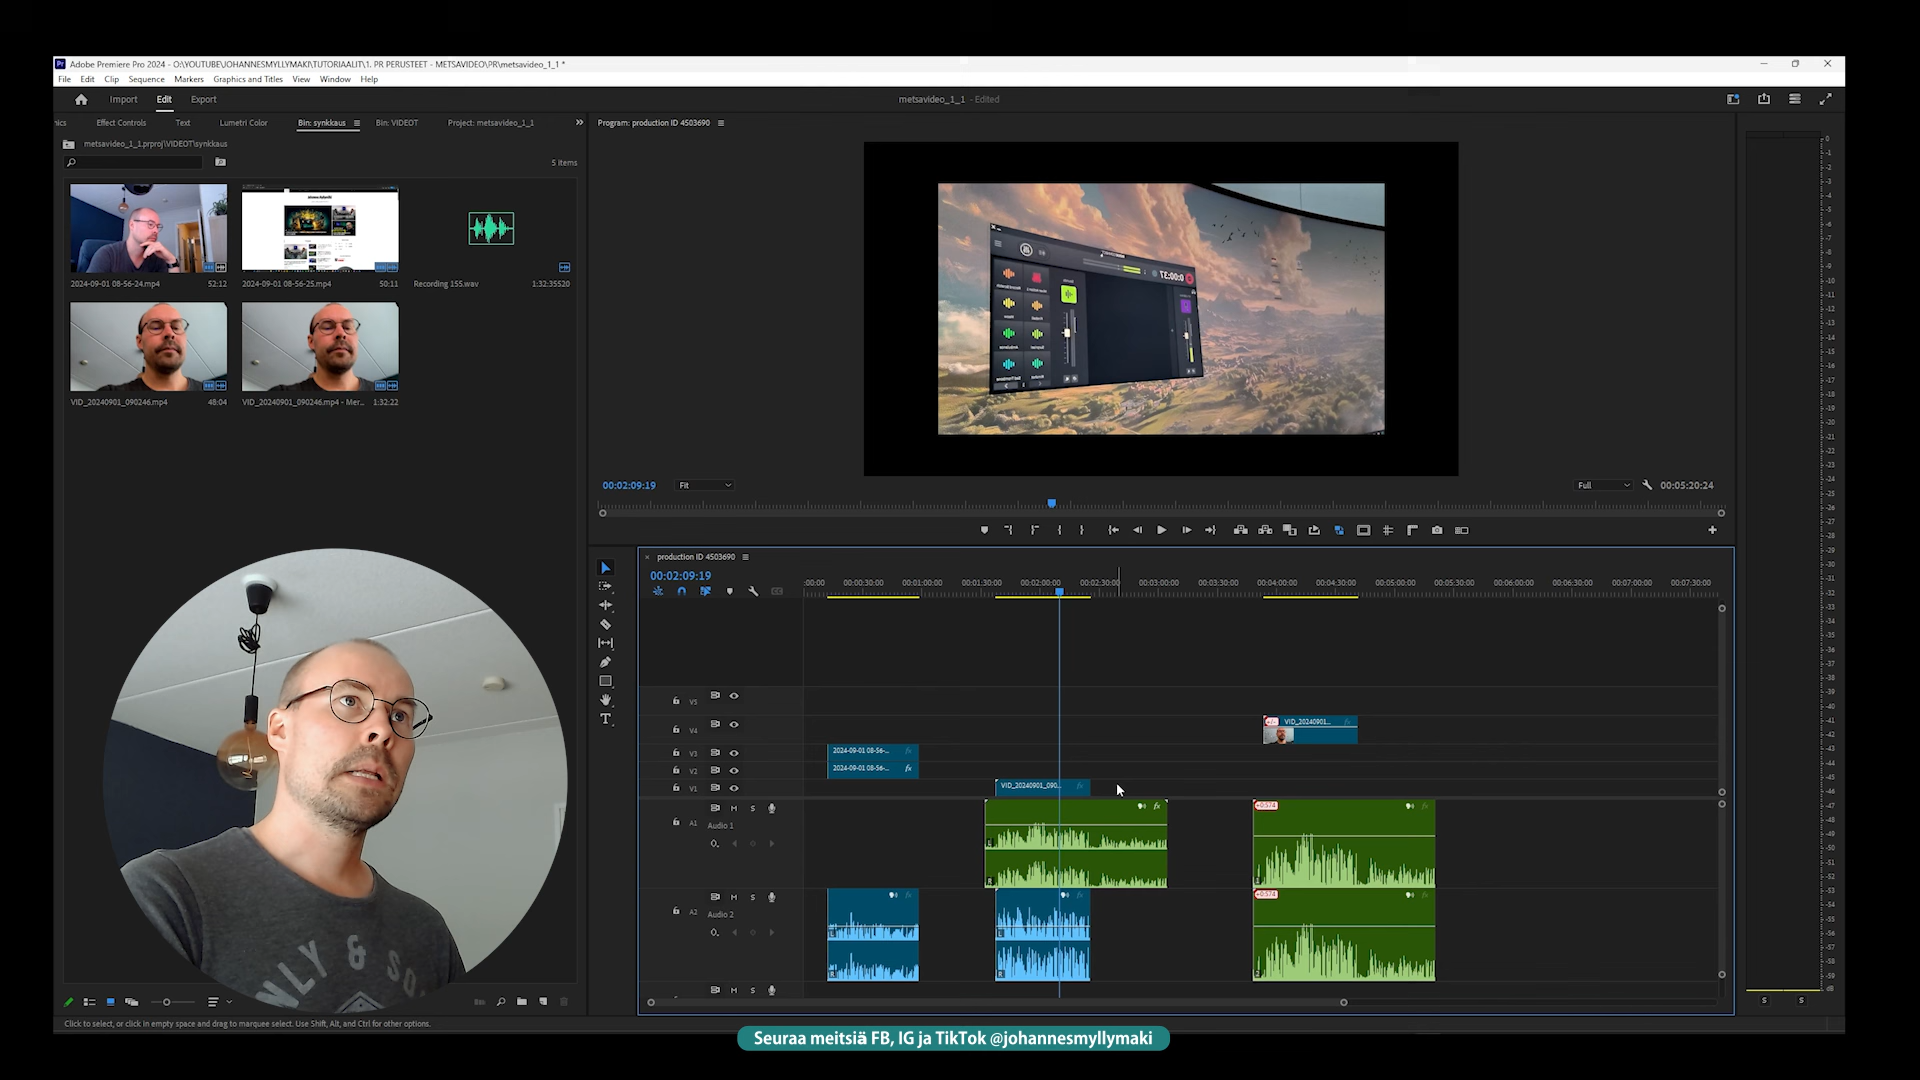 Adobe Premiere Pro 2024 - O:\YOUTUBE\JOHANNESMYLLYMAKI\TUTORIAALIT\1. PR PERUSTEET - METSAVIDEO\PR\metsavideo_1_1 *
File Edit Clip Sequence Markers Graphics and Titles View Window Help
Import Edit Export
metsavideo_1_1 - Edited
ics Effect Controls Text Lumetri Color Bin: synkkaus Bin: VIDEOT Project: metsavideo_1_1
Program: production ID 4503690
metsavideo_1_1.prproj\VIDEOT\synkkaus
5 items
2024-09-01 08-56-24.mp4 52:12
2024-09-01 08-56-25.mp4 50:11
Recording 155.wav 1:32:35520
VID_20240901_090246.mp4 48:04
VID_20240901_090246.mp4 - Mer... 1:32:22
00:02:09:19 Fit Full 00:05:20:24
production ID 4503690
00:02:09:19
:00:00 00:00:30:00 00:01:00:00 00:01:30:00 00:02:00:00 00:02:30:00 00:03:00:00 00:03:30:00 00:04:00:00 00:04:30:00 00:05:00:00 00:05:30:00 00:06:00:00 00:06:30:00 00:07:00:00 00:07:30:00
V5
V4 VID_20240901...
V3 2024-09-01 08-56-...
V2 2024-09-01 08-56-... fx
V1 VID_20240901_090...
M S
A1 Audio 1
M S
A2 Audio 2
M S
ONLY & SO
Click to select, or click in empty space and drag to marquee select. Use Shift, Alt, and Ctrl for other options.
Seuraa meitsiä FB, IG ja TikTok @johannesmyllymaki